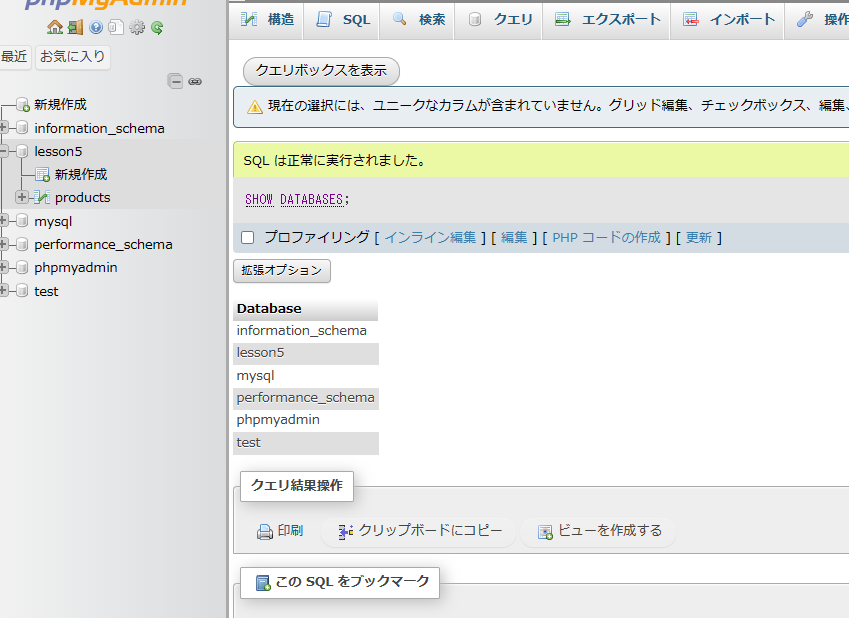 phpMyAdmin
最近 お気に入り
新規作成
information_schema
lesson5
新規作成
products
mysql
performance_schema
phpmyadmin
test
構造 SQL 検索 クエリ エクスポート インポート 操作
クエリボックスを表示
現在の選択には、ユニークなカラムが含まれていません。グリッド編集、チェックボックス、編集、
SQL は正常に実行されました。
SHOW DATABASES;
プロファイリング [ インライン編集 ] [ 編集 ] [ PHP コードの作成 ] [ 更新 ]
拡張オプション
Database
information_schema
lesson5
mysql
performance_schema
phpmyadmin
test
クエリ結果操作
印刷 クリップボードにコピー ビューを作成する
この SQL をブックマーク